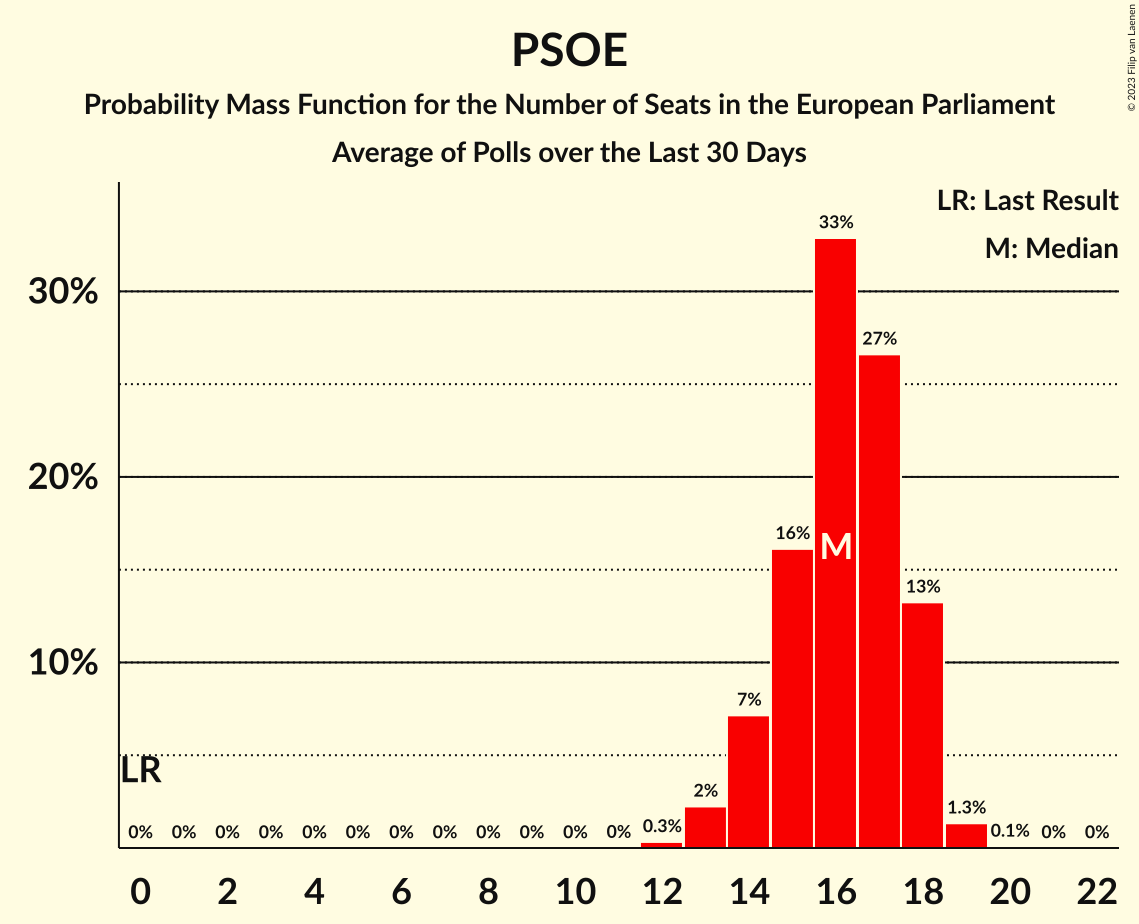 PSOE
Probability Mass Function for the Number of Seats in the European Parliament
Average of Polls over the Last 30 Days
© 2023 Filip van Laenen
LR: Last Result
M: Median
30%
20%
10%
33%
27%
16%
M
13%
7%
LR
2%
1.3%
0% 0% 0% 0% 0% 0% 0% 0% 0% 0% 0% 0% 0.3% 0.1% 0% 0%
0 2 4 6 8 10 12 14 16 18 20 22